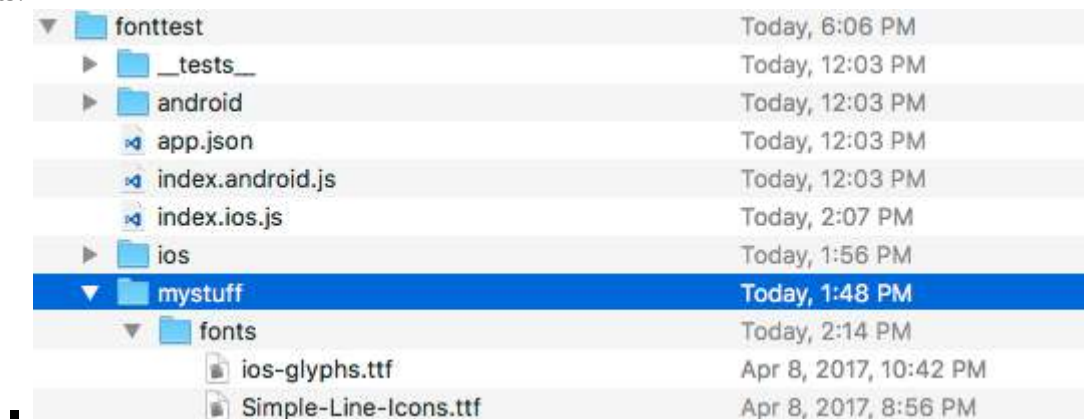 fonttest Today, 6:06 PM
__tests__ Today, 12:03 PM
android Today, 12:03 PM
app.json Today, 12:03 PM
index.android.js Today, 12:03 PM
index.ios.js Today, 2:07 PM
ios Today, 1:56 PM
mystuff Today, 1:48 PM
fonts Today, 2:14 PM
ios-glyphs.ttf Apr 8, 2017, 10:42 PM
Simple-Line-Icons.ttf Apr 8, 2017, 8:56 PM